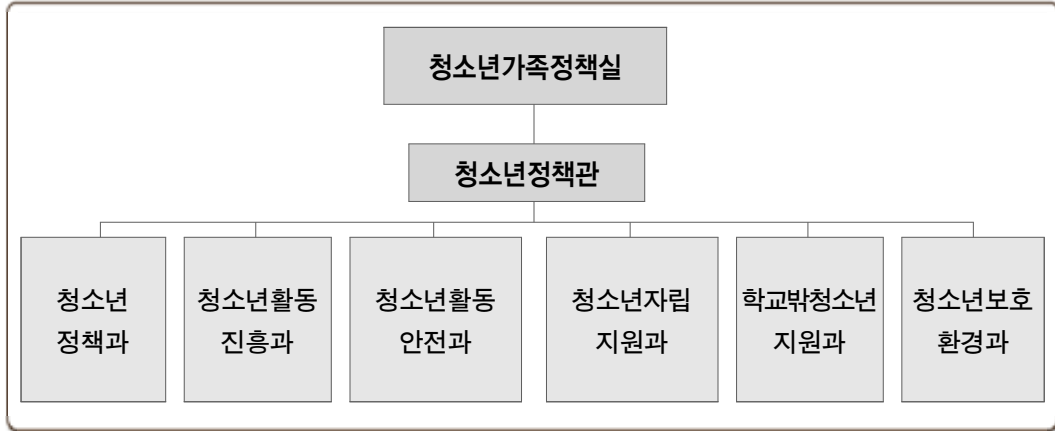 청소년가족정책실
청소년정책관
청소년
정책과
청소년활동
진흥과
청소년활동
안전과
청소년자립
지원과
학교밖청소년
지원과
청소년보호
환경과